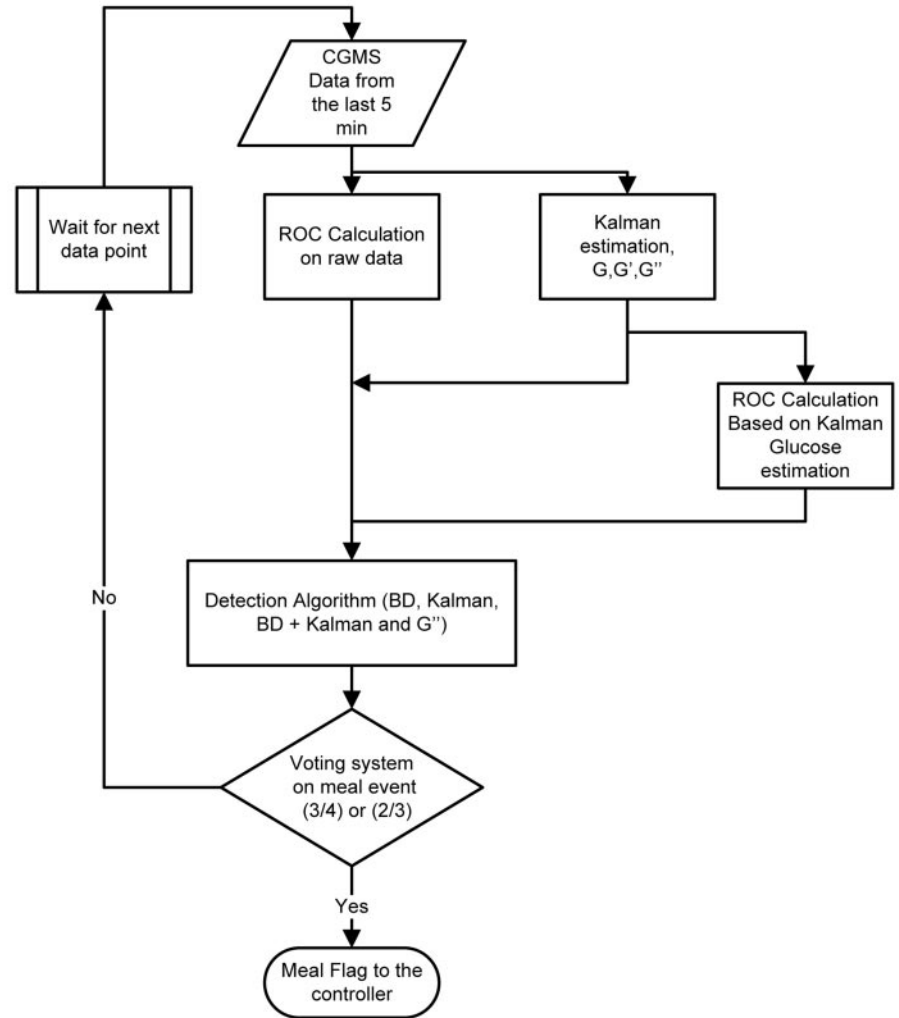 CGMS
Data from
the last 5
min
Wait for next
data point
ROC Calculation
on raw data
Kalman
estimation,
G,G’,G’’
ROC Calculation
Based on Kalman
Glucose
estimation
Detection Algorithm (BD, Kalman,
BD + Kalman and G’’)
No
Voting system
on meal event
(3/4) or (2/3)
Yes
Meal Flag to the
controller